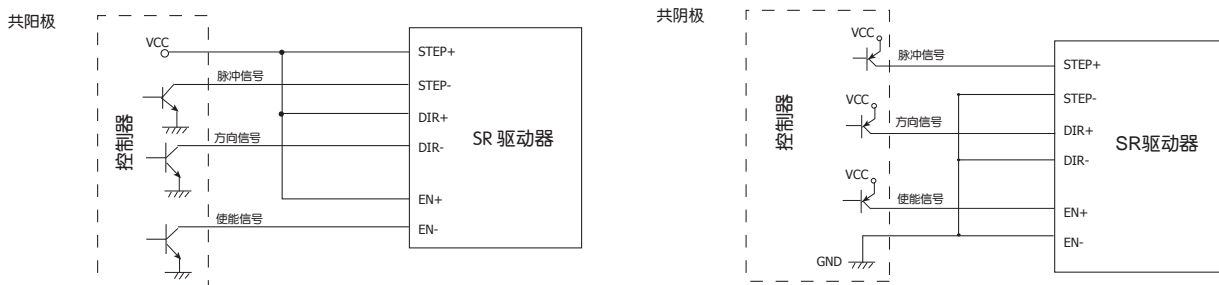 共阳极
VCC
脉冲信号
方向信号
使能信号
控制器
STEP+
STEP-
DIR+
DIR-
EN+
EN-
SR 驱动器
共阴极
VCC
脉冲信号
VCC
方向信号
VCC
使能信号
GND
控制器
STEP+
STEP-
DIR+
DIR-
EN+
EN-
SR驱动器